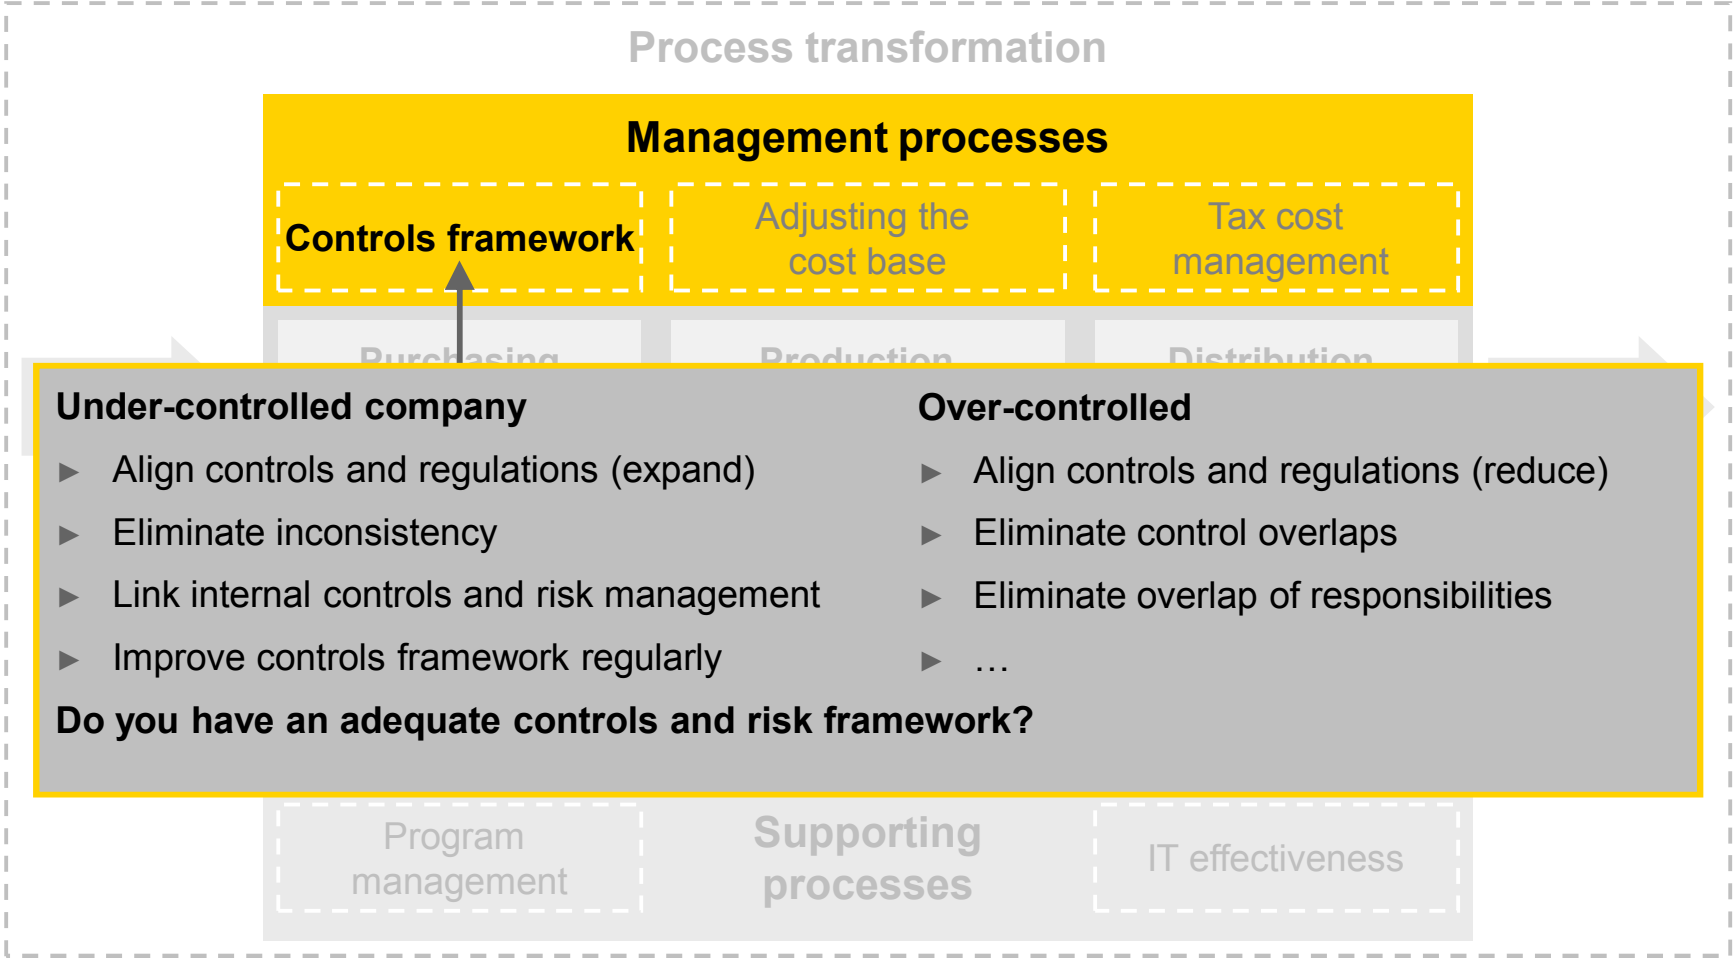 Process transformation
Management processes
Controls framework
Adjusting the
cost base
Tax cost
management
Purchasing
Production
Distribution
Under-controlled company
► Align controls and regulations (expand)
► Eliminate inconsistency
► Link internal controls and risk management
► Improve controls framework regularly
Over-controlled
► Align controls and regulations (reduce)
► Eliminate control overlaps
► Eliminate overlap of responsibilities
► …
Do you have an adequate controls and risk framework?
Program
management
Supporting
processes
IT effectiveness